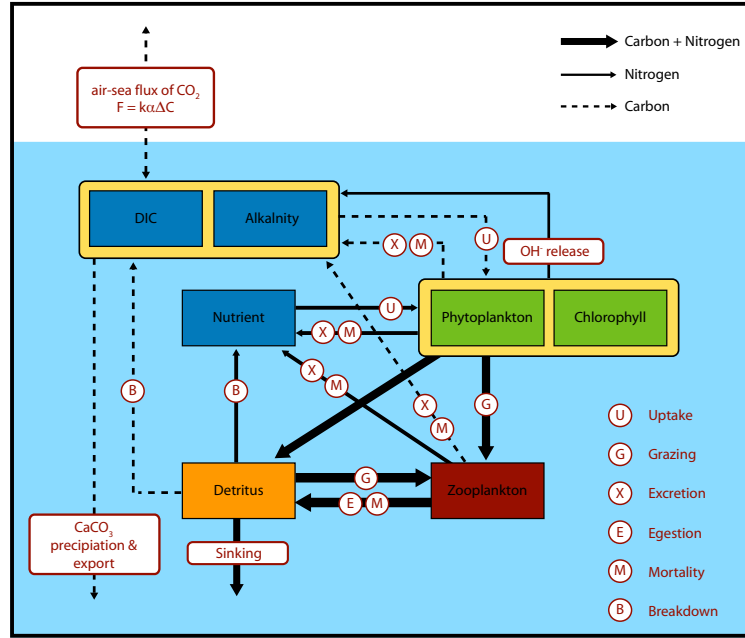 Carbon + Nitrogen
Nitrogen
Carbon
air-sea flux of CO₂
F = kαΔC
DIC
Alkalnity
U
X M
OH⁻ release
Nutrient
U
Phytoplankton
Chlorophyll
X M
X
M
B
B
X
M
G
U Uptake
G Grazing
X Excretion
E Egestion
M Mortality
B Breakdown
Detritus
G
E M
Zooplankton
Sinking
CaCO₃
precipiation &
export